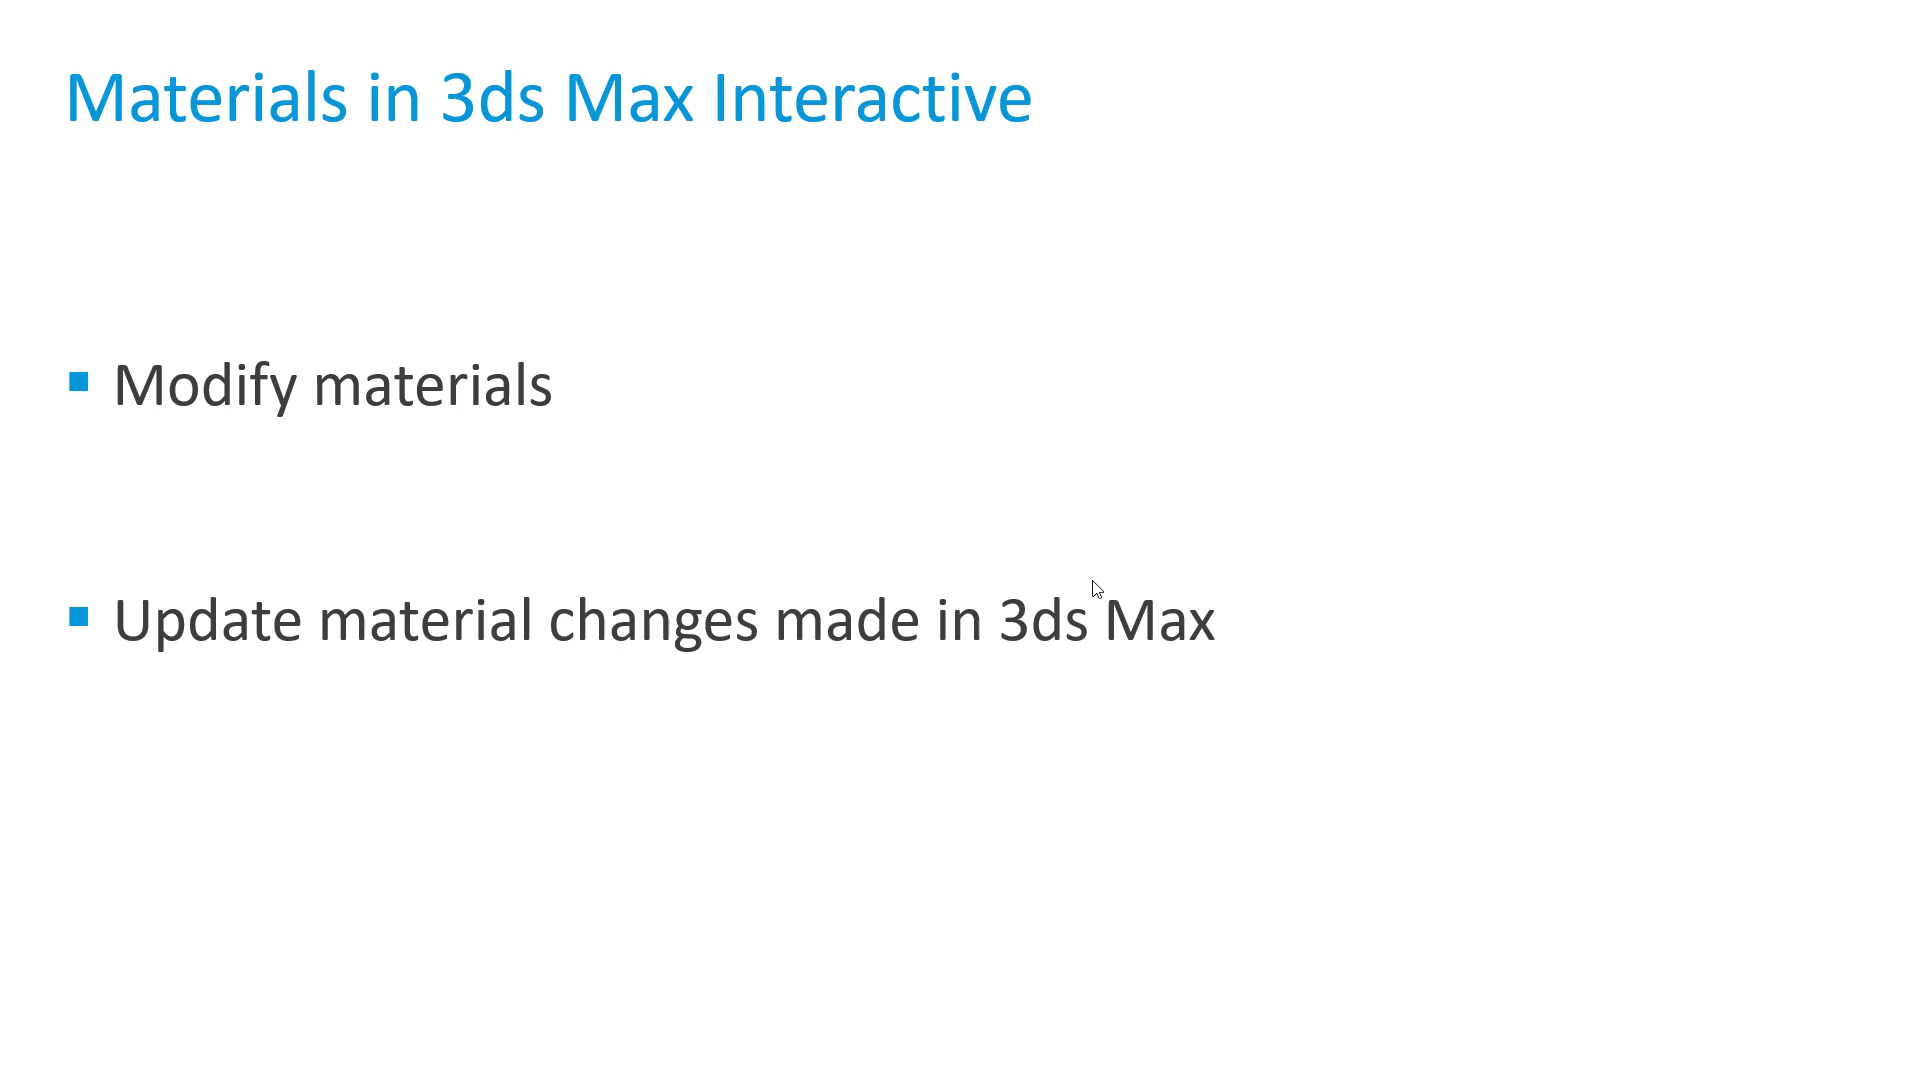 Materials in 3ds Max Interactive
Modify materials
Update material changes made in 3ds Max